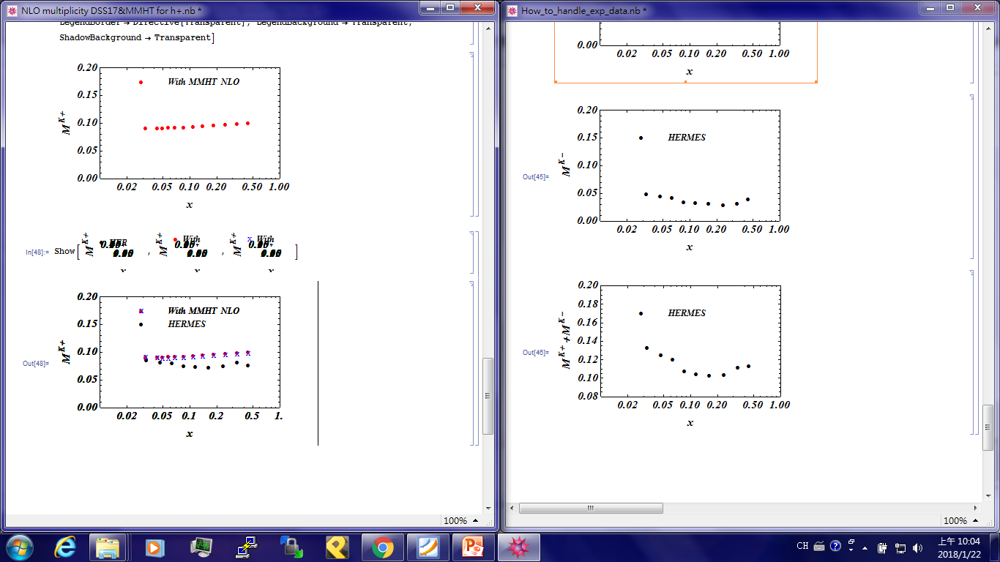 NLO multiplicity DSS17&MMHT for h+.nb *
LegendBorder → Directive[Transparent], LegendBackground → Transparent,
ShadowBackground → Transparent]
0.20
0.15
0.10
0.05
0.00
M^K+
With MMHT NLO
0.02 0.05 0.10 0.20 0.50 1.00
x
In[48]:= Show[ M^K+ HER x , M^K+ With x , M^K+ With x ]
Out[48]=
0.20
0.15
0.10
0.05
0.00
M^K+
With MMHT NLO
HERMES
0.02 0.05 0.1 0.2 0.5 1.
x
100%
How_to_handle_exp_data.nb *
0.00
0.02 0.05 0.10 0.20 0.50 1.00
x
Out[45]=
0.20
0.15
0.10
0.05
0.00
M^K-
HERMES
0.02 0.05 0.10 0.20 0.50 1.00
x
Out[46]=
0.20
0.18
0.16
0.14
0.12
0.10
0.08
M^K+ + M^K-
HERMES
0.02 0.05 0.10 0.20 0.50 1.00
x
100%
CH
上午 10:04
2018/1/22